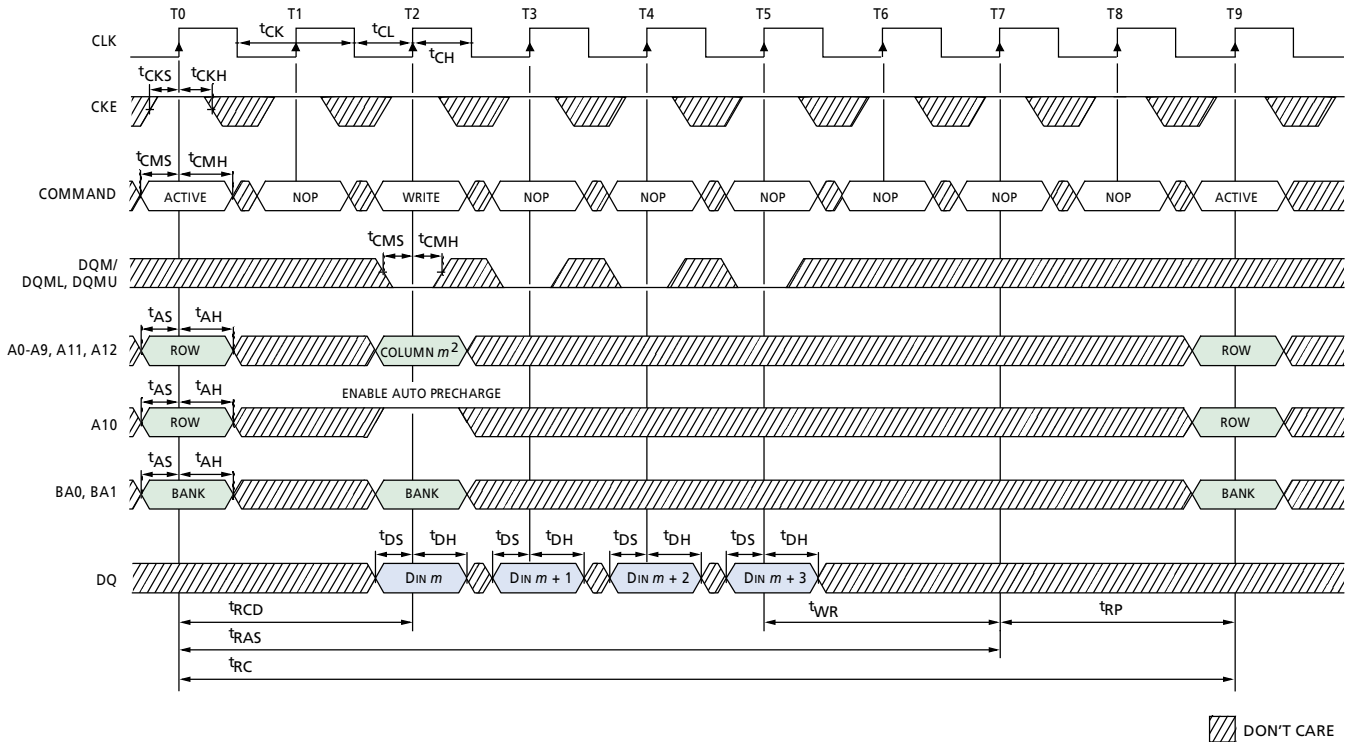 T0 T1 T2 T3 T4 T5 T6 T7 T8 T9
CLK tCK tCL tCH
tCKS tCKH
CKE
tCMS tCMH
COMMAND ACTIVE NOP WRITE NOP NOP NOP NOP NOP NOP ACTIVE
tCMS tCMH
DQM/
DQML, DQMU
tAS tAH
A0-A9, A11, A12 ROW COLUMN m2 ROW
tAS tAH ENABLE AUTO PRECHARGE
A10 ROW ROW
tAS tAH
BA0, BA1 BANK BANK BANK
tDS tDH tDS tDH tDS tDH tDS tDH
DQ DIN m DIN m + 1 DIN m + 2 DIN m + 3
tRCD tWR tRP
tRAS
tRC
DON'T CARE